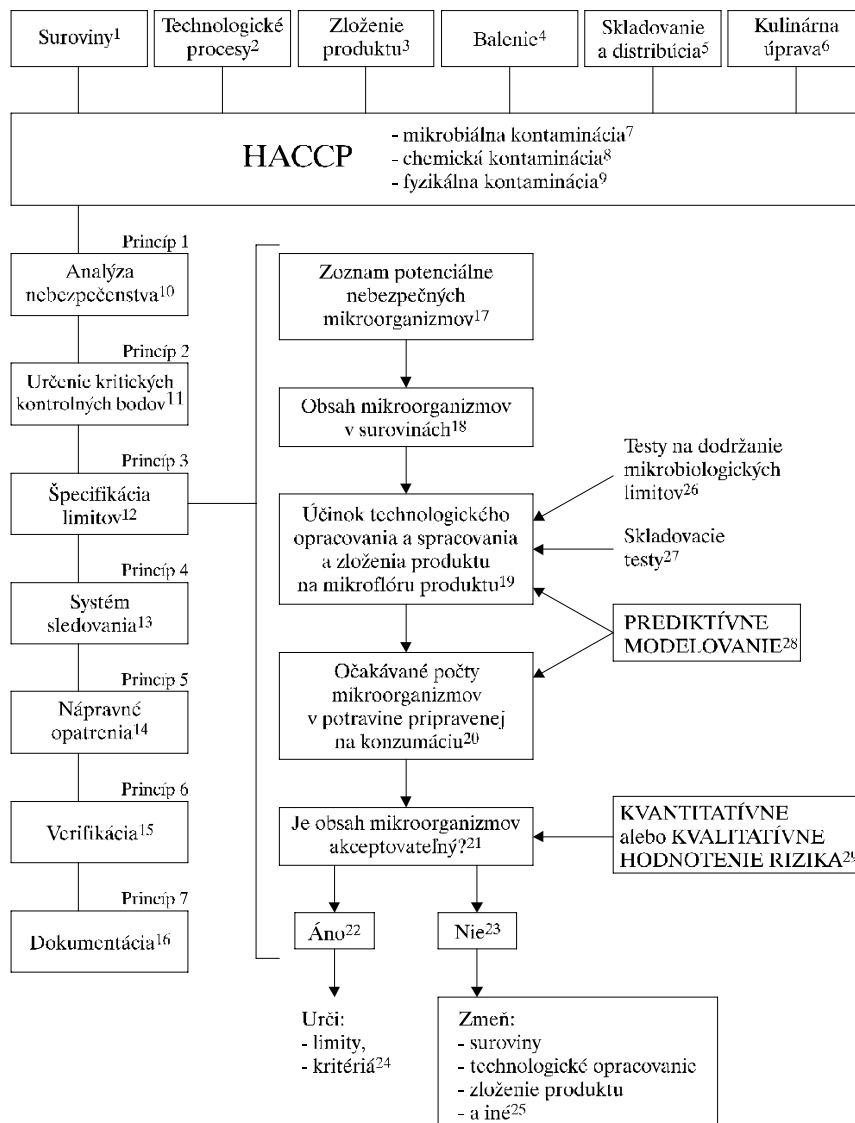 Suroviny1
Technologické
procesy2
Zloženie
produktu3
Balenie4
Skladovanie
a distribúcia5
Kulinárna
úprava6
HACCP
- mikrobiálna kontaminácia7
- chemická kontaminácia8
- fyzikálna kontaminácia9
Princíp 1
Analýza
nebezpečenstva10
Princíp 2
Určenie kritických
kontrolných bodov11
Princíp 3
Špecifikácia
limitov12
Princíp 4
Systém
sledovania13
Princíp 5
Nápravné
opatrenia14
Princíp 6
Verifikácia15
Princíp 7
Dokumentácia16
Zoznam potenciálne
nebezpečných
mikroorganizmov17
Obsah mikroorganizmov
v surovinách18
Účinok technologického
opracovania a spracovania
a zloženia produktu
na mikroflóru produktu19
Očakávané počty
mikroorganizmov
v potravine pripravenej
na konzumáciu20
Je obsah mikroorganizmov
akceptovateľný?21
Áno22
Nie23
Urči:
- limity,
- kritériá24
Zmeň:
- suroviny
- technologické opracovanie
- zloženie produktu
- a iné25
Testy na dodržanie
mikrobiologických
limitov26
Skladovacie
testy27
PREDIKTÍVNE
MODELOVANIE28
KVANTITATÍVNE
alebo KVALITATÍVNE
HODNOTENIE RIZIKA29